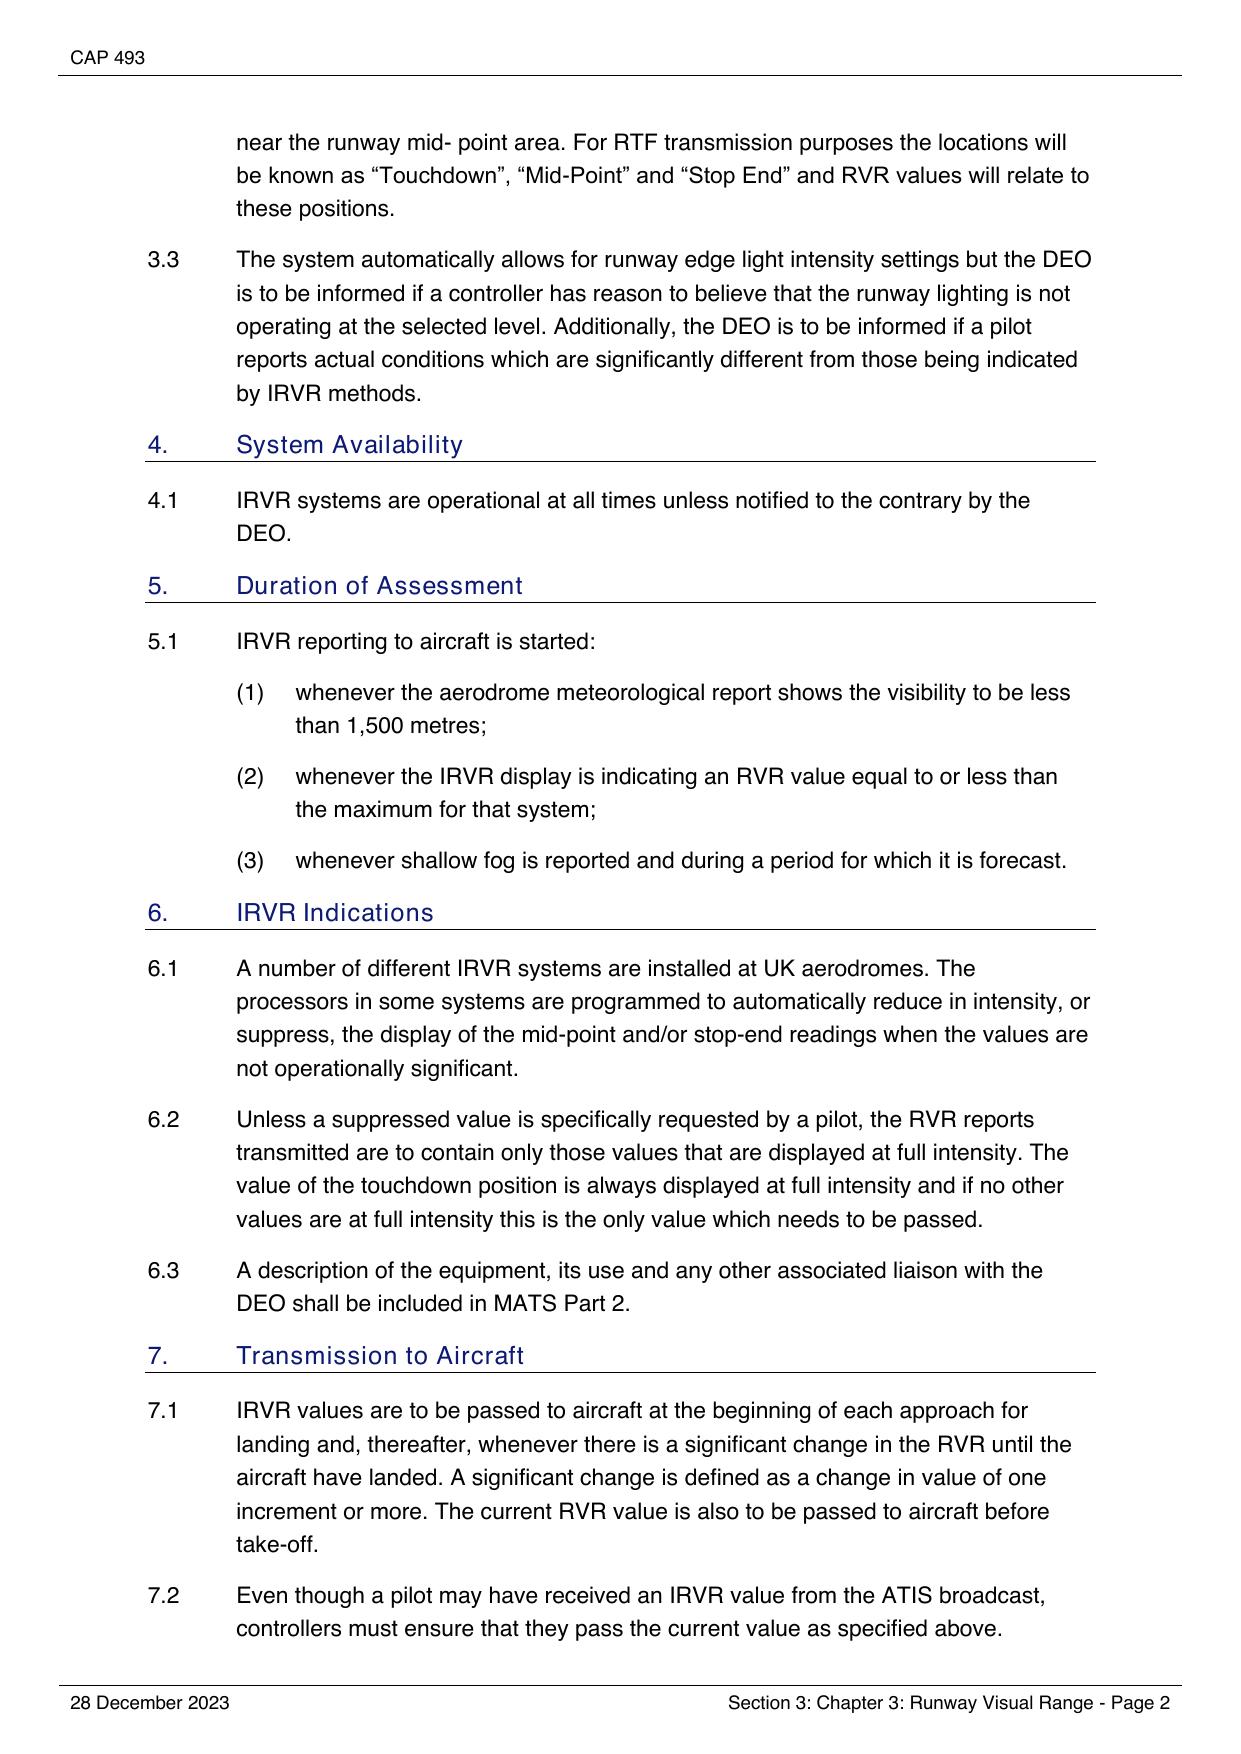 CAP 493
near the runway mid- point area. For RTF transmission purposes the locations will
be known as “Touchdown”, “Mid-Point” and “Stop End” and RVR values will relate to
these positions.
3.3 The system automatically allows for runway edge light intensity settings but the DEO
is to be informed if a controller has reason to believe that the runway lighting is not
operating at the selected level. Additionally, the DEO is to be informed if a pilot
reports actual conditions which are significantly different from those being indicated
by IRVR methods.
4. System Availability
4.1 IRVR systems are operational at all times unless notified to the contrary by the
DEO.
5. Duration of Assessment
5.1 IRVR reporting to aircraft is started:
(1) whenever the aerodrome meteorological report shows the visibility to be less
than 1,500 metres;
(2) whenever the IRVR display is indicating an RVR value equal to or less than
the maximum for that system;
(3) whenever shallow fog is reported and during a period for which it is forecast.
6. IRVR Indications
6.1 A number of different IRVR systems are installed at UK aerodromes. The
processors in some systems are programmed to automatically reduce in intensity, or
suppress, the display of the mid-point and/or stop-end readings when the values are
not operationally significant.
6.2 Unless a suppressed value is specifically requested by a pilot, the RVR reports
transmitted are to contain only those values that are displayed at full intensity. The
value of the touchdown position is always displayed at full intensity and if no other
values are at full intensity this is the only value which needs to be passed.
6.3 A description of the equipment, its use and any other associated liaison with the
DEO shall be included in MATS Part 2.
7. Transmission to Aircraft
7.1 IRVR values are to be passed to aircraft at the beginning of each approach for
landing and, thereafter, whenever there is a significant change in the RVR until the
aircraft have landed. A significant change is defined as a change in value of one
increment or more. The current RVR value is also to be passed to aircraft before
take-off.
7.2 Even though a pilot may have received an IRVR value from the ATIS broadcast,
controllers must ensure that they pass the current value as specified above.
28 December 2023 Section 3: Chapter 3: Runway Visual Range - Page 2